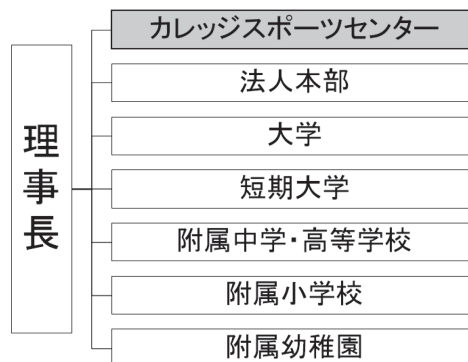 カレッジスポーツセンター
理事長
法人本部
大学
短期大学
附属中学・高等学校
附属小学校
附属幼稚園